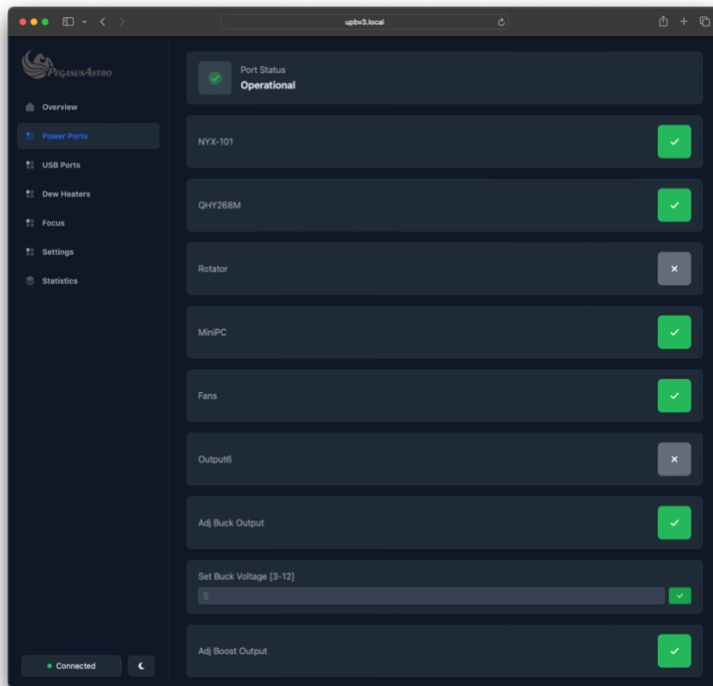 upbv3.local
PegasusAstro
Overview
Power Ports
USB Ports
Dew Heaters
Focus
Settings
Statistics
Connected
Port Status
Operational
NYX-101
QHY268M
Rotator
MiniPC
Fans
Output6
Adj Buck Output
Set Buck Voltage [3-12]
5
Adj Boost Output